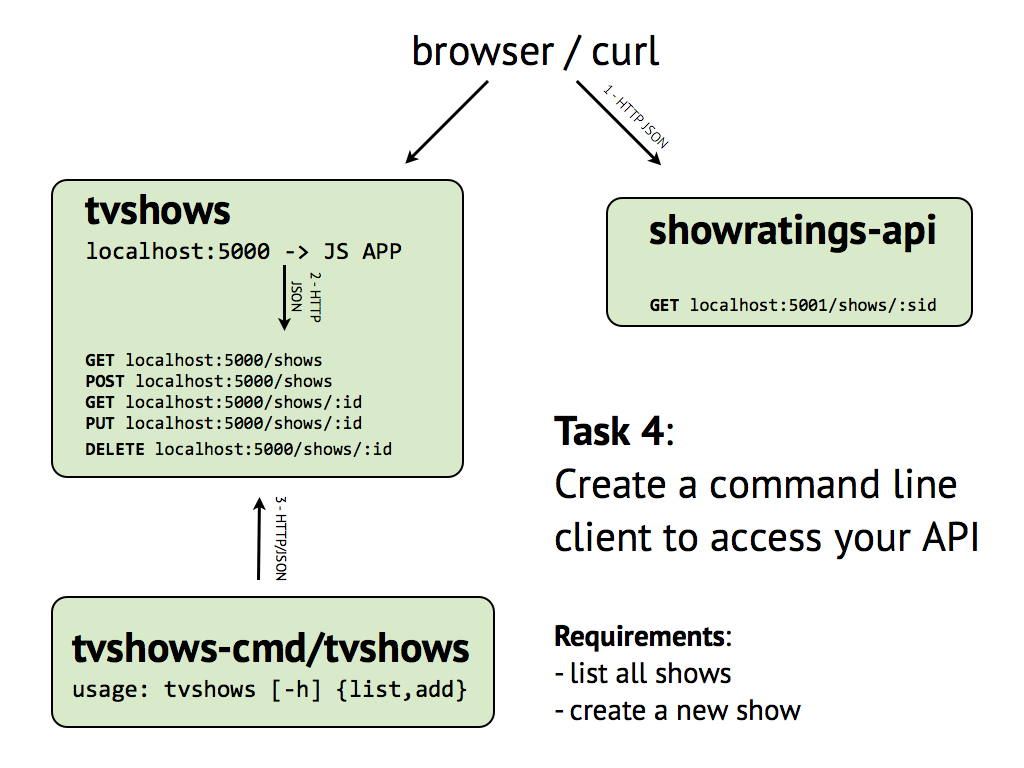 browser / curl
1 - HTTP JSON
tvshows
localhost:5000 -> JS APP
2 - HTTP
JSON
GET localhost:5000/shows
POST localhost:5000/shows
GET localhost:5000/shows/:id
PUT localhost:5000/shows/:id
DELETE localhost:5000/shows/:id
showratings-api
GET localhost:5001/shows/:sid
3 - HTTP/JSON
tvshows-cmd/tvshows
usage: tvshows [-h] {list,add}
Task 4:
Create a command line
client to access your API
Requirements:
- list all shows
- create a new show